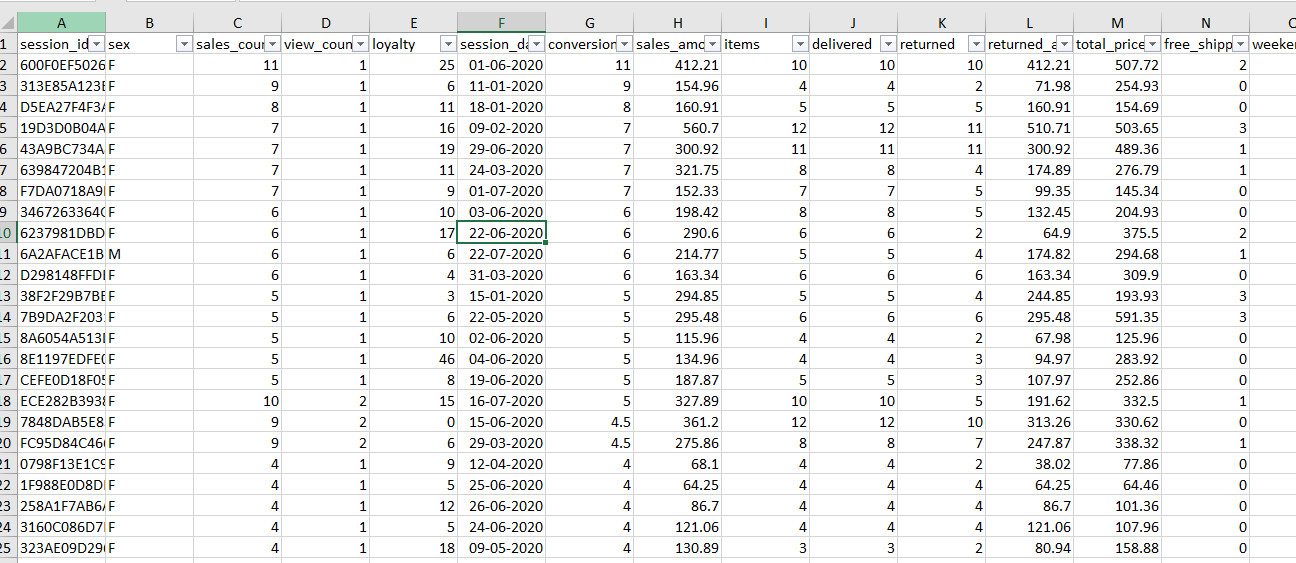 A B C D E F G H I J K L M N
1 session_id sex sales_cour view_coun loyalty session_da conversion sales_amo items delivered returned returned_a total_price free_shipp weeker
2 600F0EF5026 F 11 1 25 01-06-2020 11 412.21 10 10 10 412.21 507.72 2
3 313E85A123 F 9 1 6 11-01-2020 9 154.96 4 4 2 71.98 254.93 0
4 D5EA27F4F3 F 8 1 11 18-01-2020 8 160.91 5 5 5 160.91 154.69 0
5 19D3D0B04A F 7 1 16 09-02-2020 7 560.7 12 12 11 510.71 503.65 3
6 43A9BC734A F 7 1 19 29-06-2020 7 300.92 11 11 11 300.92 489.36 1
7 639847204B F 7 1 11 24-03-2020 7 321.75 8 8 4 174.89 276.79 1
8 F7DA0718A9 F 7 1 9 01-07-2020 7 152.33 7 7 5 99.35 145.34 0
9 3467263364 F 6 1 10 03-06-2020 6 198.42 8 8 5 132.45 204.93 0
10 6237981DBD F 6 1 17 22-06-2020 6 290.6 6 6 2 64.9 375.5 2
11 6A2AFACE1B M 6 1 6 22-07-2020 6 214.77 5 5 4 174.82 294.68 1
12 D298148FFD F 6 1 4 31-03-2020 6 163.34 6 6 6 163.34 309.9 0
13 38F2F29B7B F 5 1 3 15-01-2020 5 294.85 5 5 4 244.85 193.93 3
14 7B9DA2F203 F 5 1 6 22-05-2020 5 295.48 6 6 6 295.48 591.35 3
15 8A6054A513 F 5 1 10 02-06-2020 5 115.96 4 4 2 67.98 125.96 0
16 8E1197EDFE F 5 1 46 04-06-2020 5 134.96 4 4 3 94.97 283.92 0
17 CEFE0D18F0 F 5 1 8 19-06-2020 5 187.87 5 5 3 107.97 252.86 0
18 ECE282B393 F 10 2 15 16-07-2020 5 327.89 10 10 5 191.62 332.5 1
19 7848DAB5E8 F 9 2 0 15-06-2020 4.5 361.2 12 12 10 313.26 330.62 0
20 FC95D84C46 F 9 2 6 29-03-2020 4.5 275.86 8 8 7 247.87 338.32 1
21 0798F13E1C F 4 1 9 12-04-2020 4 68.1 4 4 2 38.02 77.86 0
22 1F988E0D8D F 4 1 5 25-06-2020 4 64.25 4 4 4 64.25 64.46 0
23 258A1F7AB6 F 4 1 12 26-06-2020 4 86.7 4 4 4 86.7 101.36 0
24 3160C086D7 F 4 1 5 24-06-2020 4 121.06 4 4 4 121.06 107.96 0
25 323AE09D29 F 4 1 18 09-05-2020 4 130.89 3 3 2 80.94 158.88 0